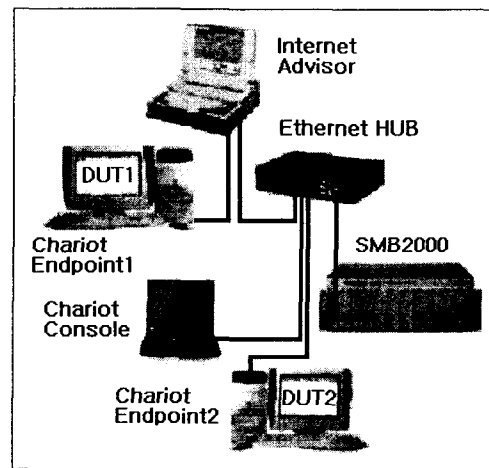 Internet
Advisor
Ethernet HUB
DUT1
SMB2000
Chariot
Endpoint1
Chariot
Console
Chariot
Endpoint2
DUT2